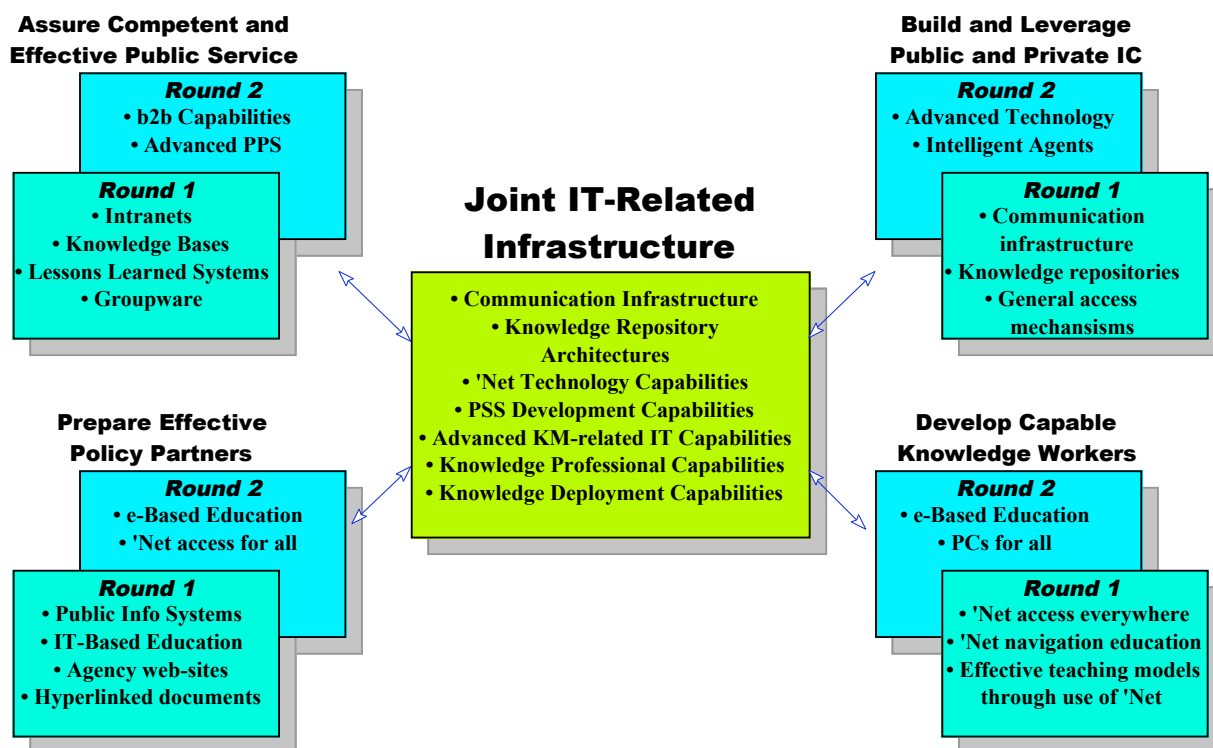 Assure Competent and
Effective Public Service
Round 2
• b2b Capabilities
• Advanced PPS
Round 1
• Intranets
• Knowledge Bases
• Lessons Learned Systems
• Groupware
Build and Leverage
Public and Private IC
Round 2
• Advanced Technology
• Intelligent Agents
Round 1
• Communication
infrastructure
• Knowledge repositories
• General access
mechansisms
Joint IT-Related
Infrastructure
• Communication Infrastructure
• Knowledge Repository
Architectures
• 'Net Technology Capabilities
• PSS Development Capabilities
• Advanced KM-related IT Capabilities
• Knowledge Professional Capabilities
• Knowledge Deployment Capabilities
Prepare Effective
Policy Partners
Round 2
• e-Based Education
• 'Net access for all
Round 1
• Public Info Systems
• IT-Based Education
• Agency web-sites
• Hyperlinked documents
Develop Capable
Knowledge Workers
Round 2
• e-Based Education
• PCs for all
Round 1
• 'Net access everywhere
• 'Net navigation education
• Effective teaching models
through use of 'Net